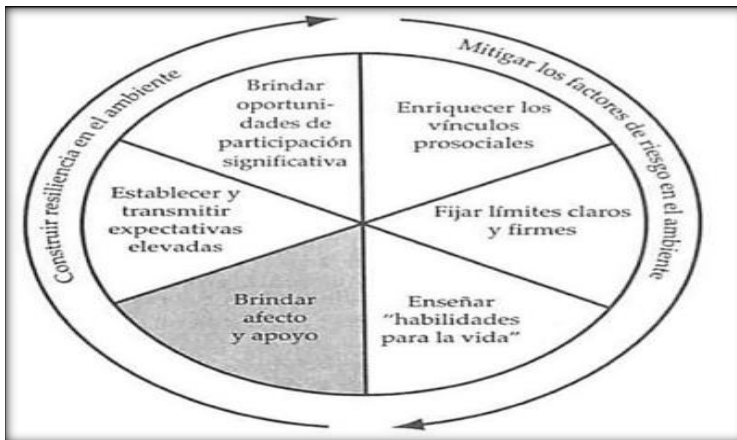 Construir resiliencia en el ambiente
Mitigar los factores de riesgo en el ambiente
Brindar
oportuni-
dades de
participación
significativa
Enriquecer los
vínculos
prosociales
Establecer y
transmitir
expectativas
elevadas
Fijar límites claros
y firmes
Brindar
afecto
y apoyo
Enseñar
"habilidades
para la vida"